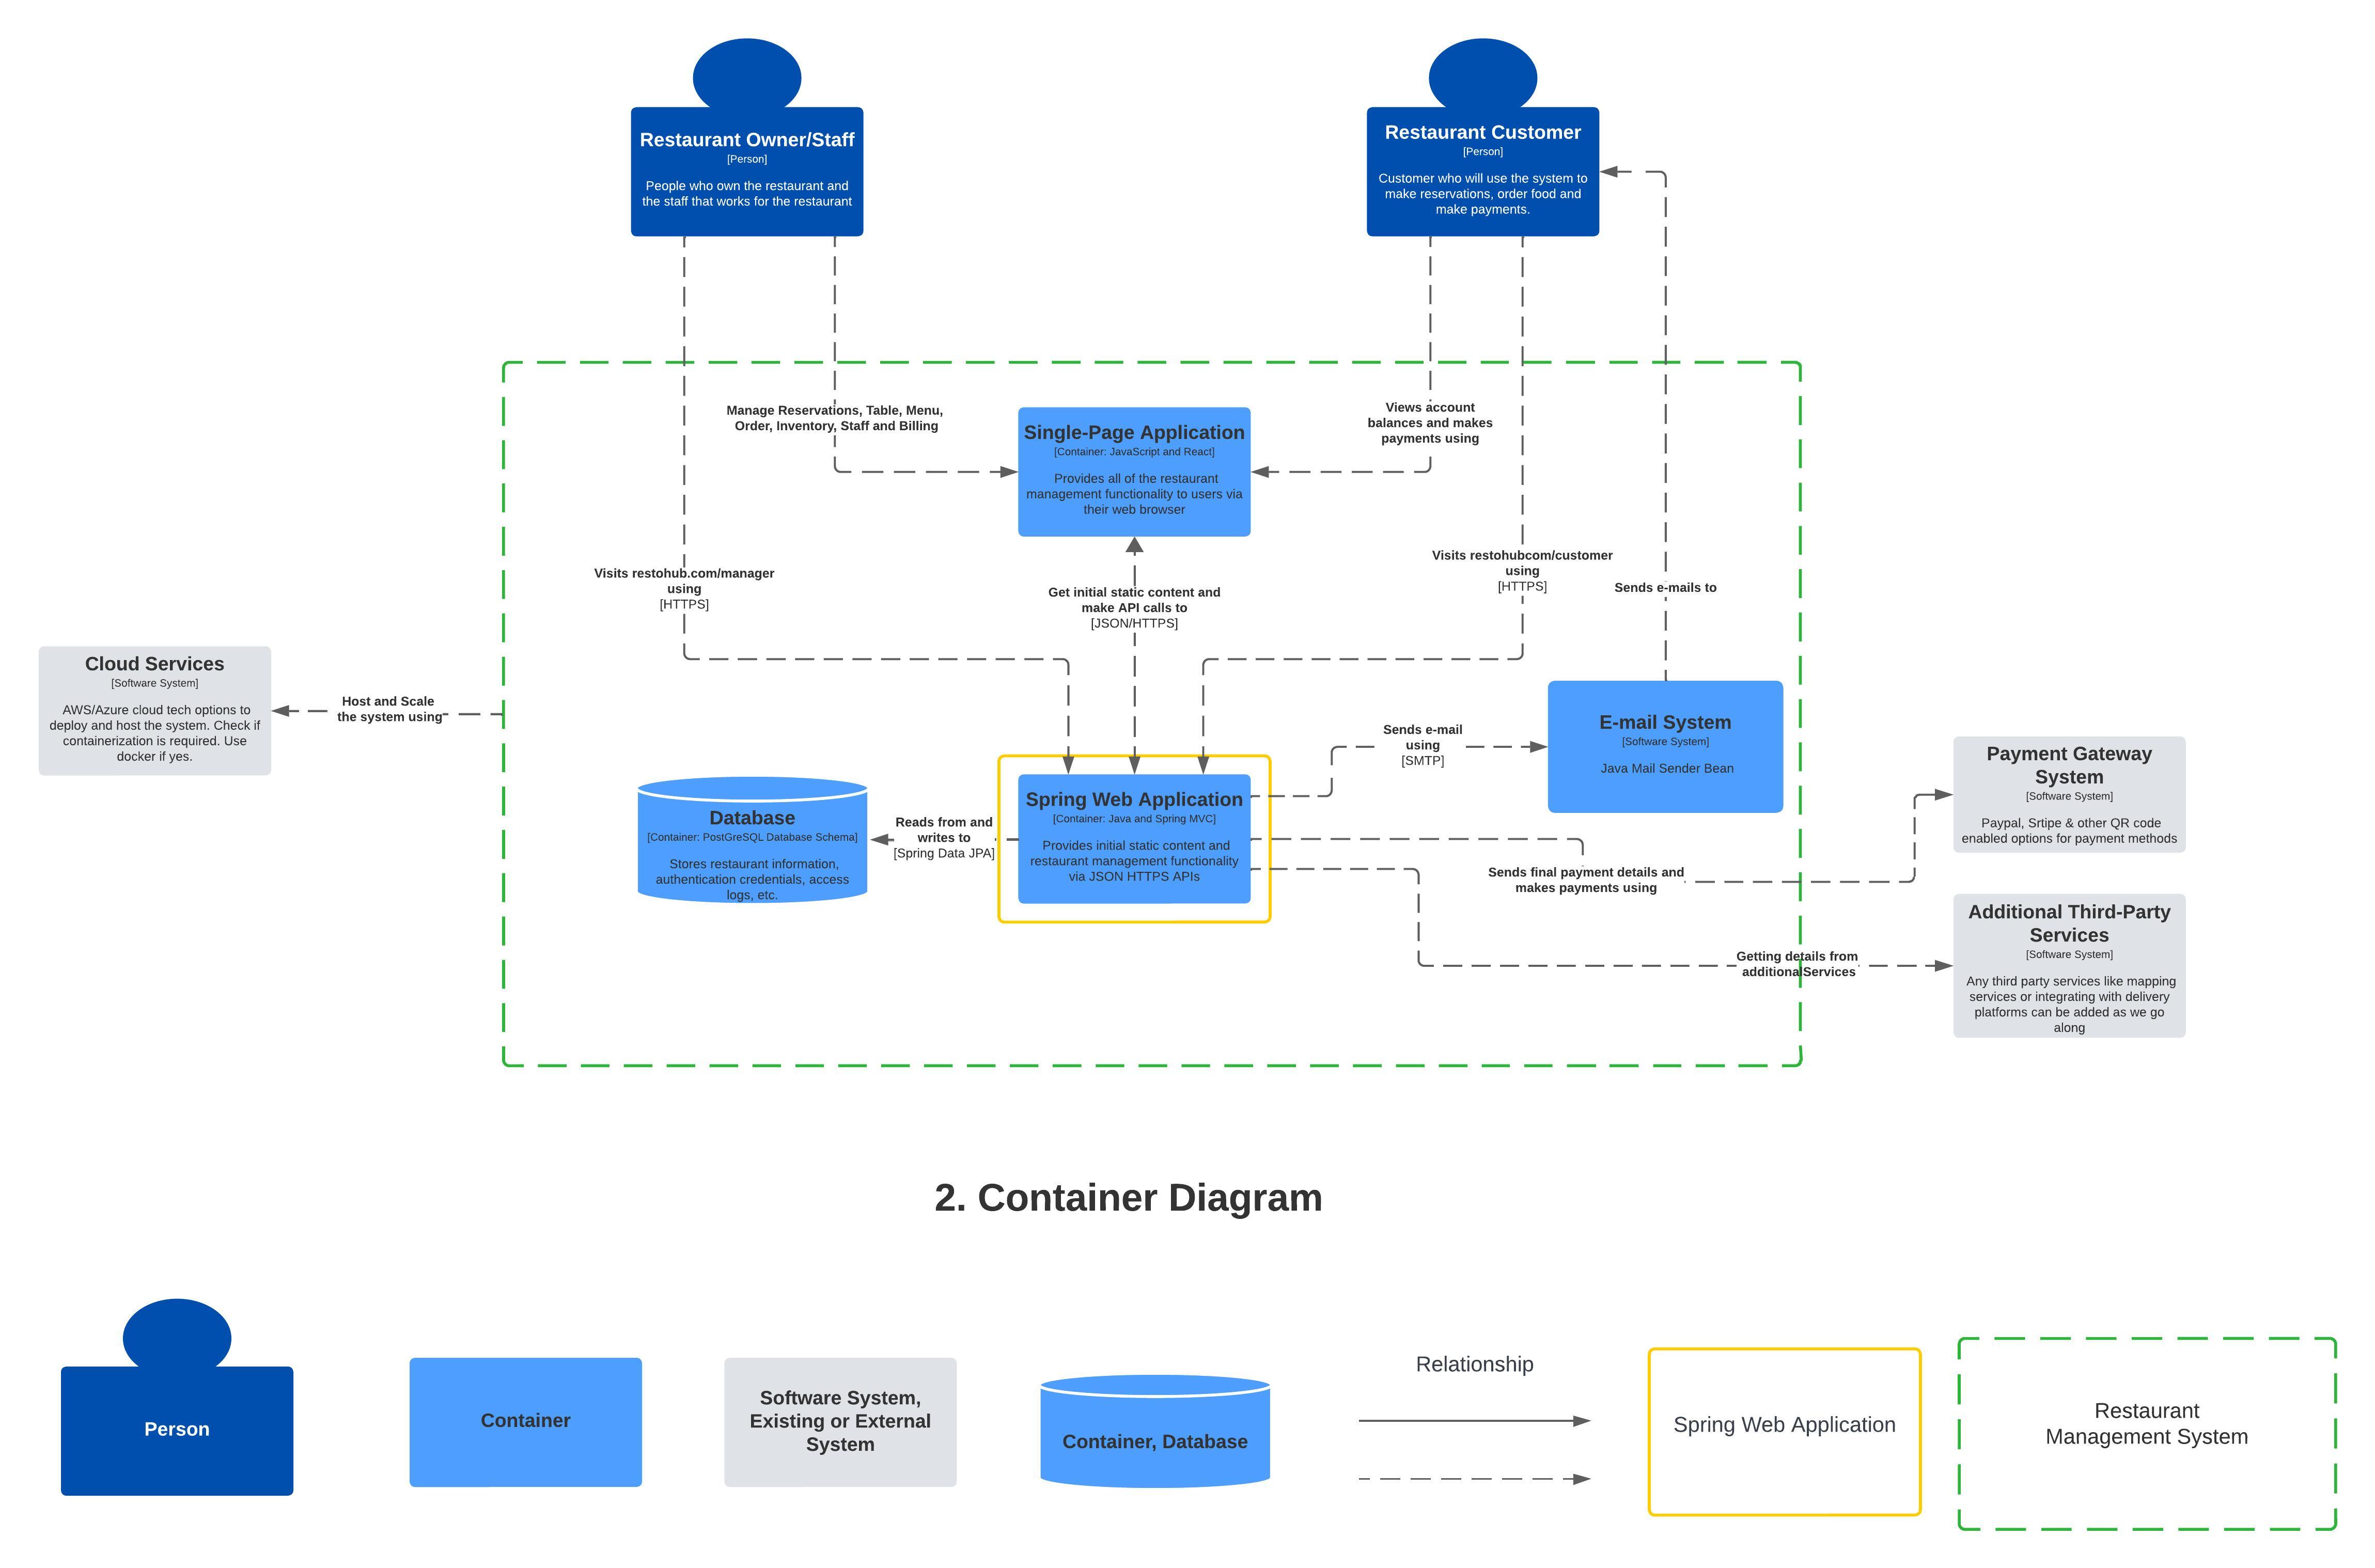 Restaurant Owner/Staff
[Person]
People who own the restaurant and
the staff that works for the restaurant
Restaurant Customer
[Person]
Customer who will use the system to
make reservations, order food and
make payments.
Manage Reservations, Table, Menu,
Order, Inventory, Staff and Billing
Single-Page Application
[Container: JavaScript and React]
Provides all of the restaurant
management functionality to users via
their web browser
Views account
balances and makes
payments using
Visits restohub.com/manager
using
[HTTPS]
Get initial static content and
make API calls to
[JSON/HTTPS]
Visits restohubcom/customer
using
[HTTPS]
Sends e-mails to
Cloud Services
[Software System]
AWS/Azure cloud tech options to
deploy and host the system. Check if
containerization is required. Use
docker if yes.
Host and Scale
the system using
Database
[Container: PostGreSQL Database Schema]
Stores restaurant information,
authentication credentials, access
logs, etc.
Reads from and
writes to
[Spring Data JPA]
Spring Web Application
[Container: Java and Spring MVC]
Provides initial static content and
restaurant management functionality
via JSON HTTPS APIs
Sends e-mail
using
[SMTP]
E-mail System
[Software System]
Java Mail Sender Bean
Payment Gateway
System
[Software System]
Paypal, Srtipe & other QR code
enabled options for payment methods
Sends final payment details and
makes payments using
Additional Third-Party
Services
[Software System]
Any third party services like mapping
services or integrating with delivery
platforms can be added as we go
along
Getting details from
additionalServices
2. Container Diagram
Person
Container
Software System,
Existing or External
System
Container, Database
Relationship
Spring Web Application
Restaurant
Management System